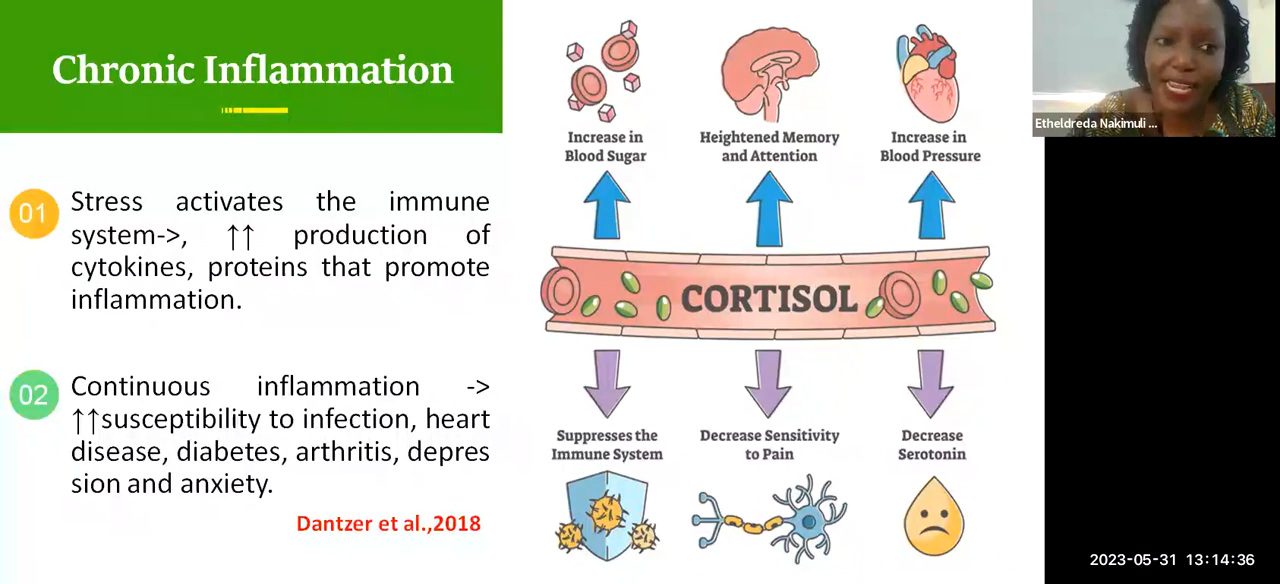 Chronic Inflammation
01
Stress activates the immune
system->, ↑↑ production of
cytokines, proteins that promote
inflammation.
02
Continuous inflammation ->
↑↑susceptibility to infection, heart
disease, diabetes, arthritis, depres
sion and anxiety.
Dantzer et al.,2018
Increase in
Blood Sugar
Heightened Memory
and Attention
Increase in
Blood Pressure
CORTISOL
Suppresses the
Immune System
Decrease Sensitivity
to Pain
Decrease
Serotonin
Etheldreda Nakimuli ...
2023-05-31 13:14:36